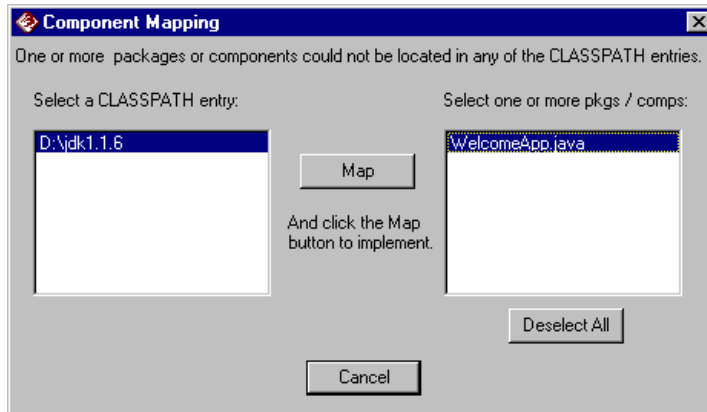 Component Mapping
One or more packages or components could not be located in any of the CLASSPATH entries.
Select a CLASSPATH entry:
Select one or more pkgs / comps:
D:\jdk1.1.6
WelcomeApp.java
Map
And click the Map
button to implement.
Deselect All
Cancel